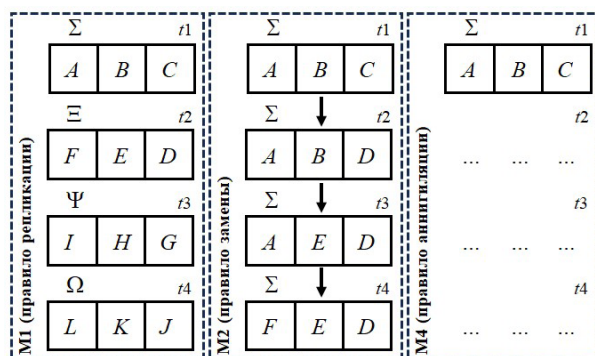 M1 (правило репликации)
Σ t1
A B C
Ξ t2
F E D
Ψ t3
I H G
Ω t4
L K J
M2 (правило замены)
Σ t1
A B C
Σ t2
A B D
Σ t3
A E D
Σ t4
F E D
M4 (правило аннигиляции)
Σ t1
A B C
t2
... ... ...
t3
... ... ...
t4
... ... ...